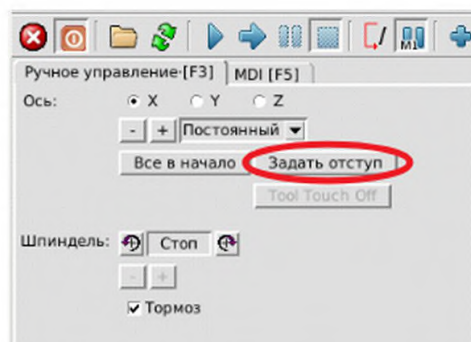 Ручное управление [F3] MDI [F5]
Ось: X Y Z
- + Постоянный
Все в начало Задать отступ
Tool Touch Off
Шпиндель: Стоп
- +
Тормоз